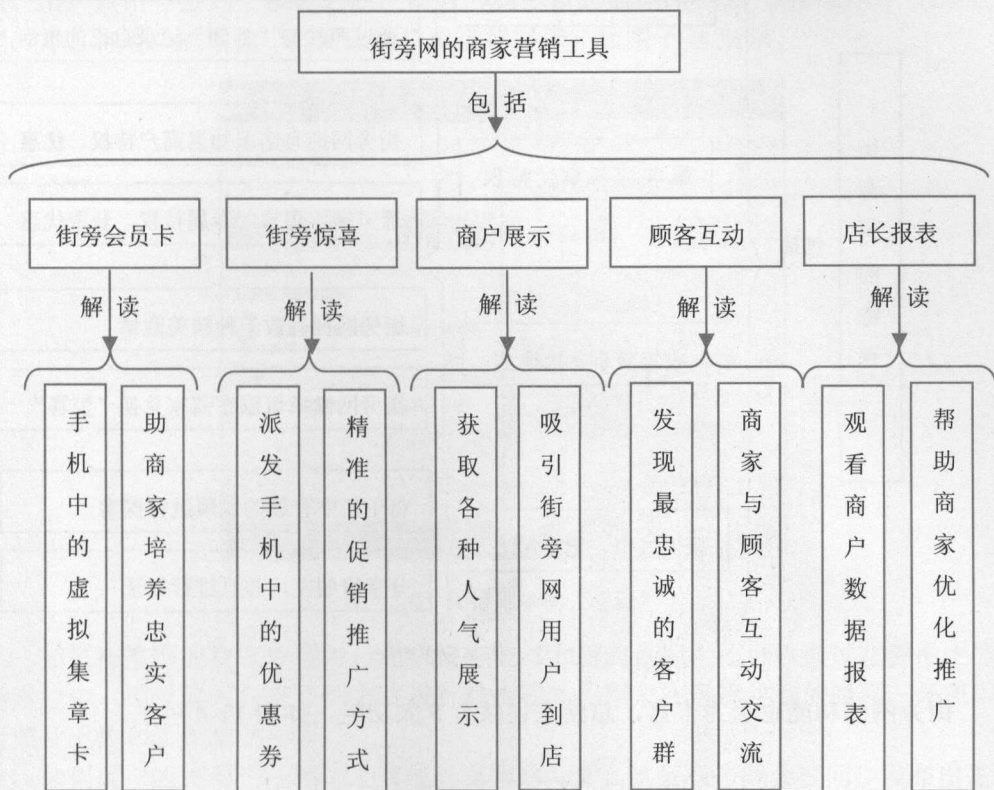 街旁网的商家营销工具
包括
街旁会员卡
街旁惊喜
商户展示
顾客互动
店长报表
解读
解读
解读
解读
解读
手机中的虚拟集章卡
助商家培养忠实客户
派发手机中的优惠券
精准的促销推广方式
获取各种人气展示
吸引街旁网用户到店
发现最忠诚的客户群
商家与顾客互动交流
观看商户数据报表
帮助商家优化推广